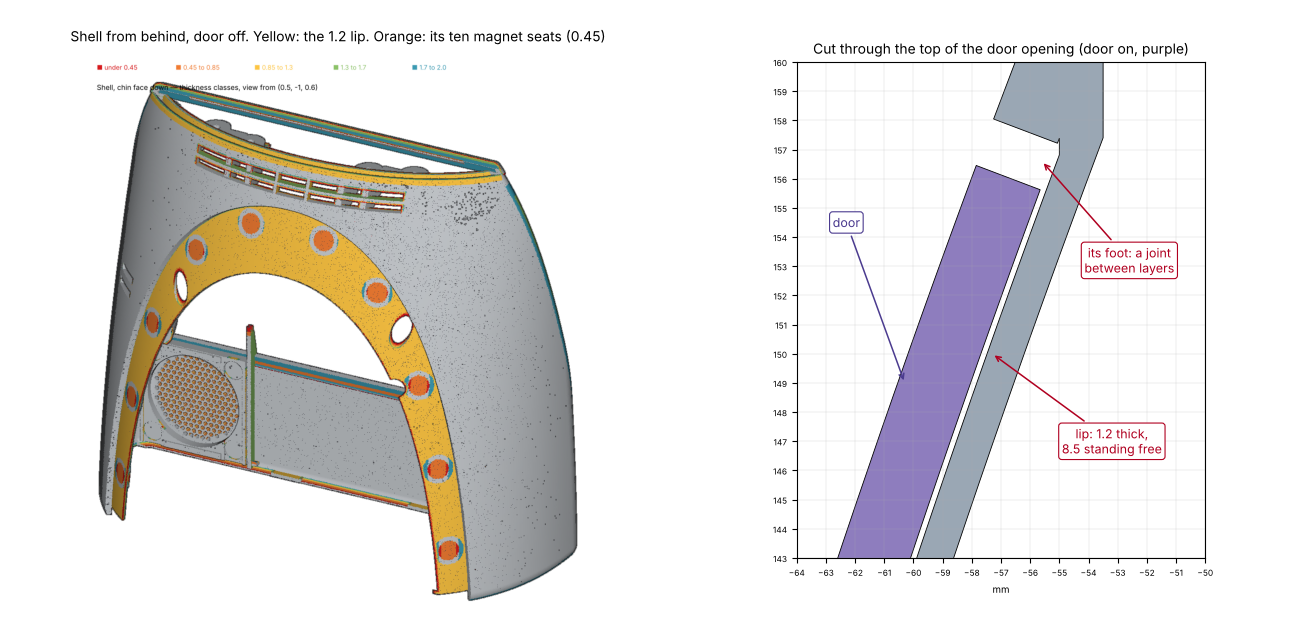 Shell from behind, door off. Yellow: the 1.2 lip. Orange: its ten magnet seats (0.45)
under 0.45
0.45 to 0.85
0.85 to 1.3
1.3 to 1.7
1.7 to 2.0
Shell, chin face down — thickness classes, view from (0.5, -1, 0.6)
Cut through the top of the door opening (door on, purple)
160
159
158
157
156
155
154
153
152
151
150
149
148
147
146
145
144
143
door
its foot: a joint
between layers
lip: 1.2 thick,
8.5 standing free
−64
−63
−62
−61
−60
−59
−58
−57
−56
−55
−54
−53
−52
−51
−50
mm